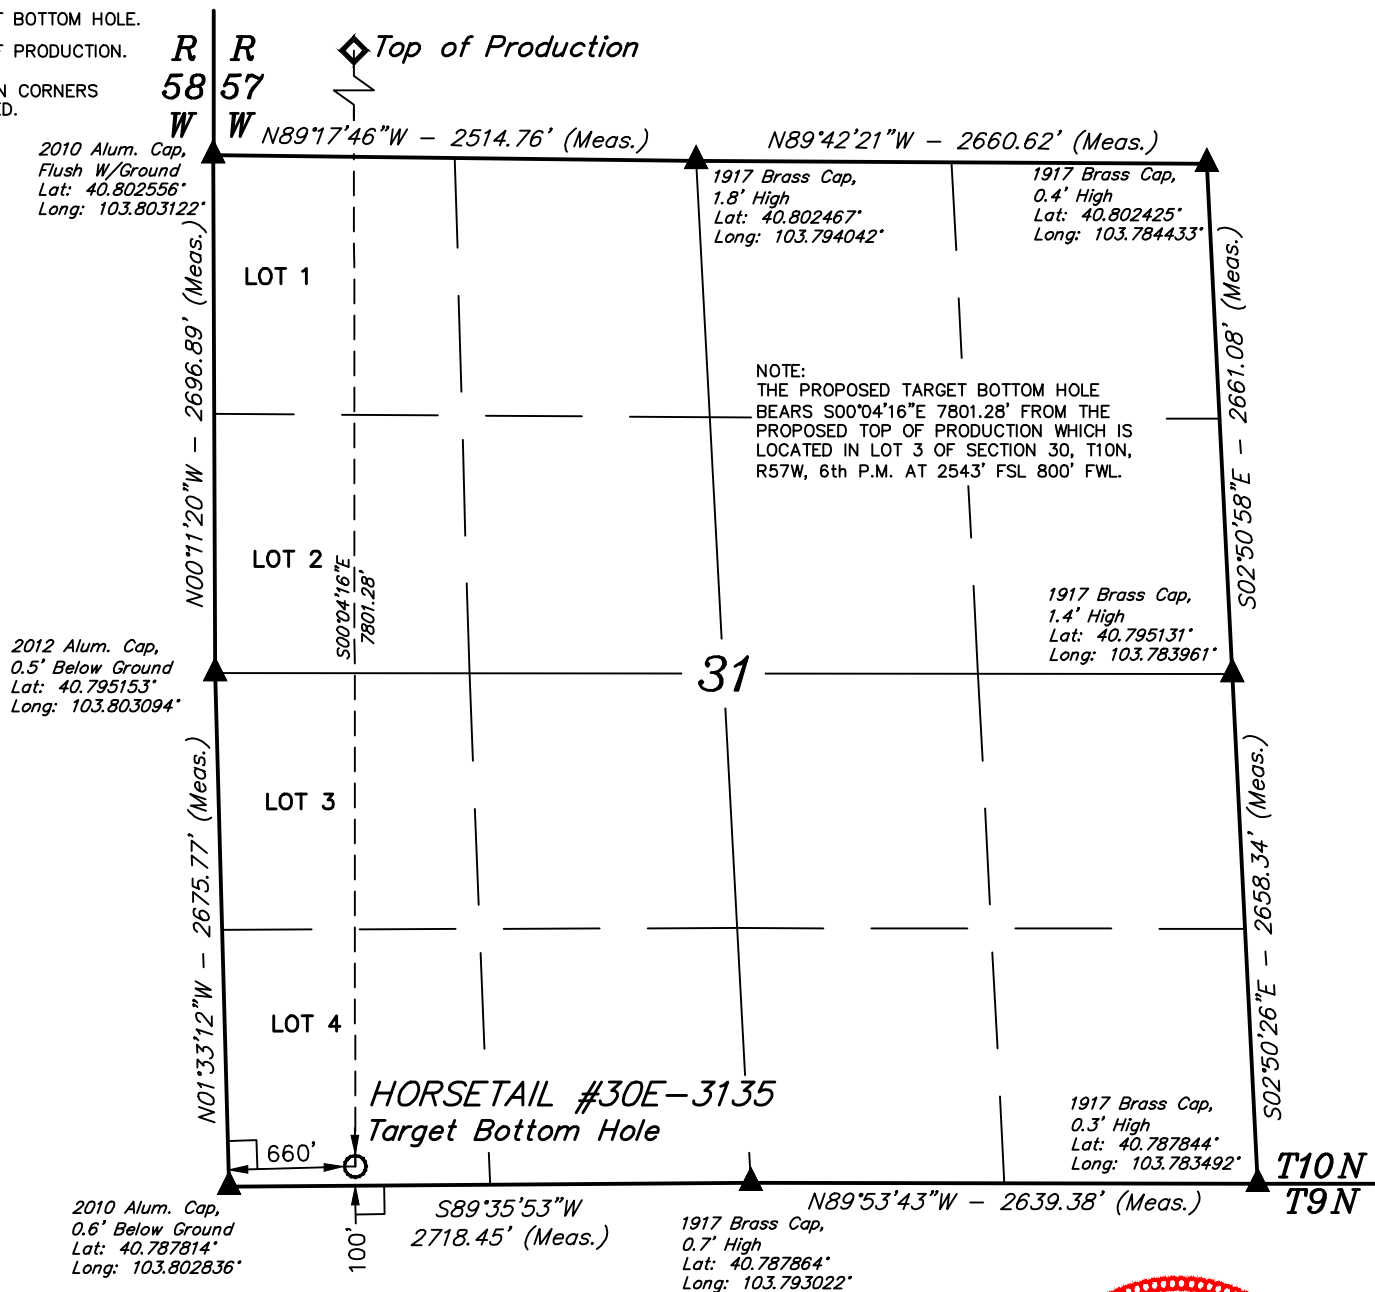 T BOTTOM HOLE.
F PRODUCTION.
N CORNERS
ED.
R R
58 57
W W
Top of Production
N89°17'46"W - 2514.76' (Meas.)
N89°42'21"W - 2660.62' (Meas.)
2010 Alum. Cap,
Flush W/Ground
Lat: 40.802556°
Long: 103.803122°
1917 Brass Cap,
1.8' High
Lat: 40.802467°
Long: 103.794042°
1917 Brass Cap,
0.4' High
Lat: 40.802425°
Long: 103.784433°
LOT 1
N00°11'20"W - 2696.89' (Meas.)
S02°50'58"E - 2661.08' (Meas.)
NOTE:
THE PROPOSED TARGET BOTTOM HOLE
BEARS S00°04'16"E 7801.28' FROM THE
PROPOSED TOP OF PRODUCTION WHICH IS
LOCATED IN LOT 3 OF SECTION 30, T10N,
R57W, 6th P.M. AT 2543' FSL 800' FWL.
LOT 2
S00°04'16"E
7801.28'
1917 Brass Cap,
1.4' High
Lat: 40.795131°
Long: 103.783961°
2012 Alum. Cap,
0.5' Below Ground
Lat: 40.795153°
Long: 103.803094°
31
LOT 3
N01°33'12"W - 2675.77' (Meas.)
S02°50'26"E - 2658.34' (Meas.)
LOT 4
HORSETAIL #30E-3135
Target Bottom Hole
660'
100'
1917 Brass Cap,
0.3' High
Lat: 40.787844°
Long: 103.783492°
T10N
T9N
2010 Alum. Cap,
0.6' Below Ground
Lat: 40.787814°
Long: 103.802836°
S89°35'53"W
2718.45' (Meas.)
N89°53'43"W - 2639.38' (Meas.)
1917 Brass Cap,
0.7' High
Lat: 40.787864°
Long: 103.793022°